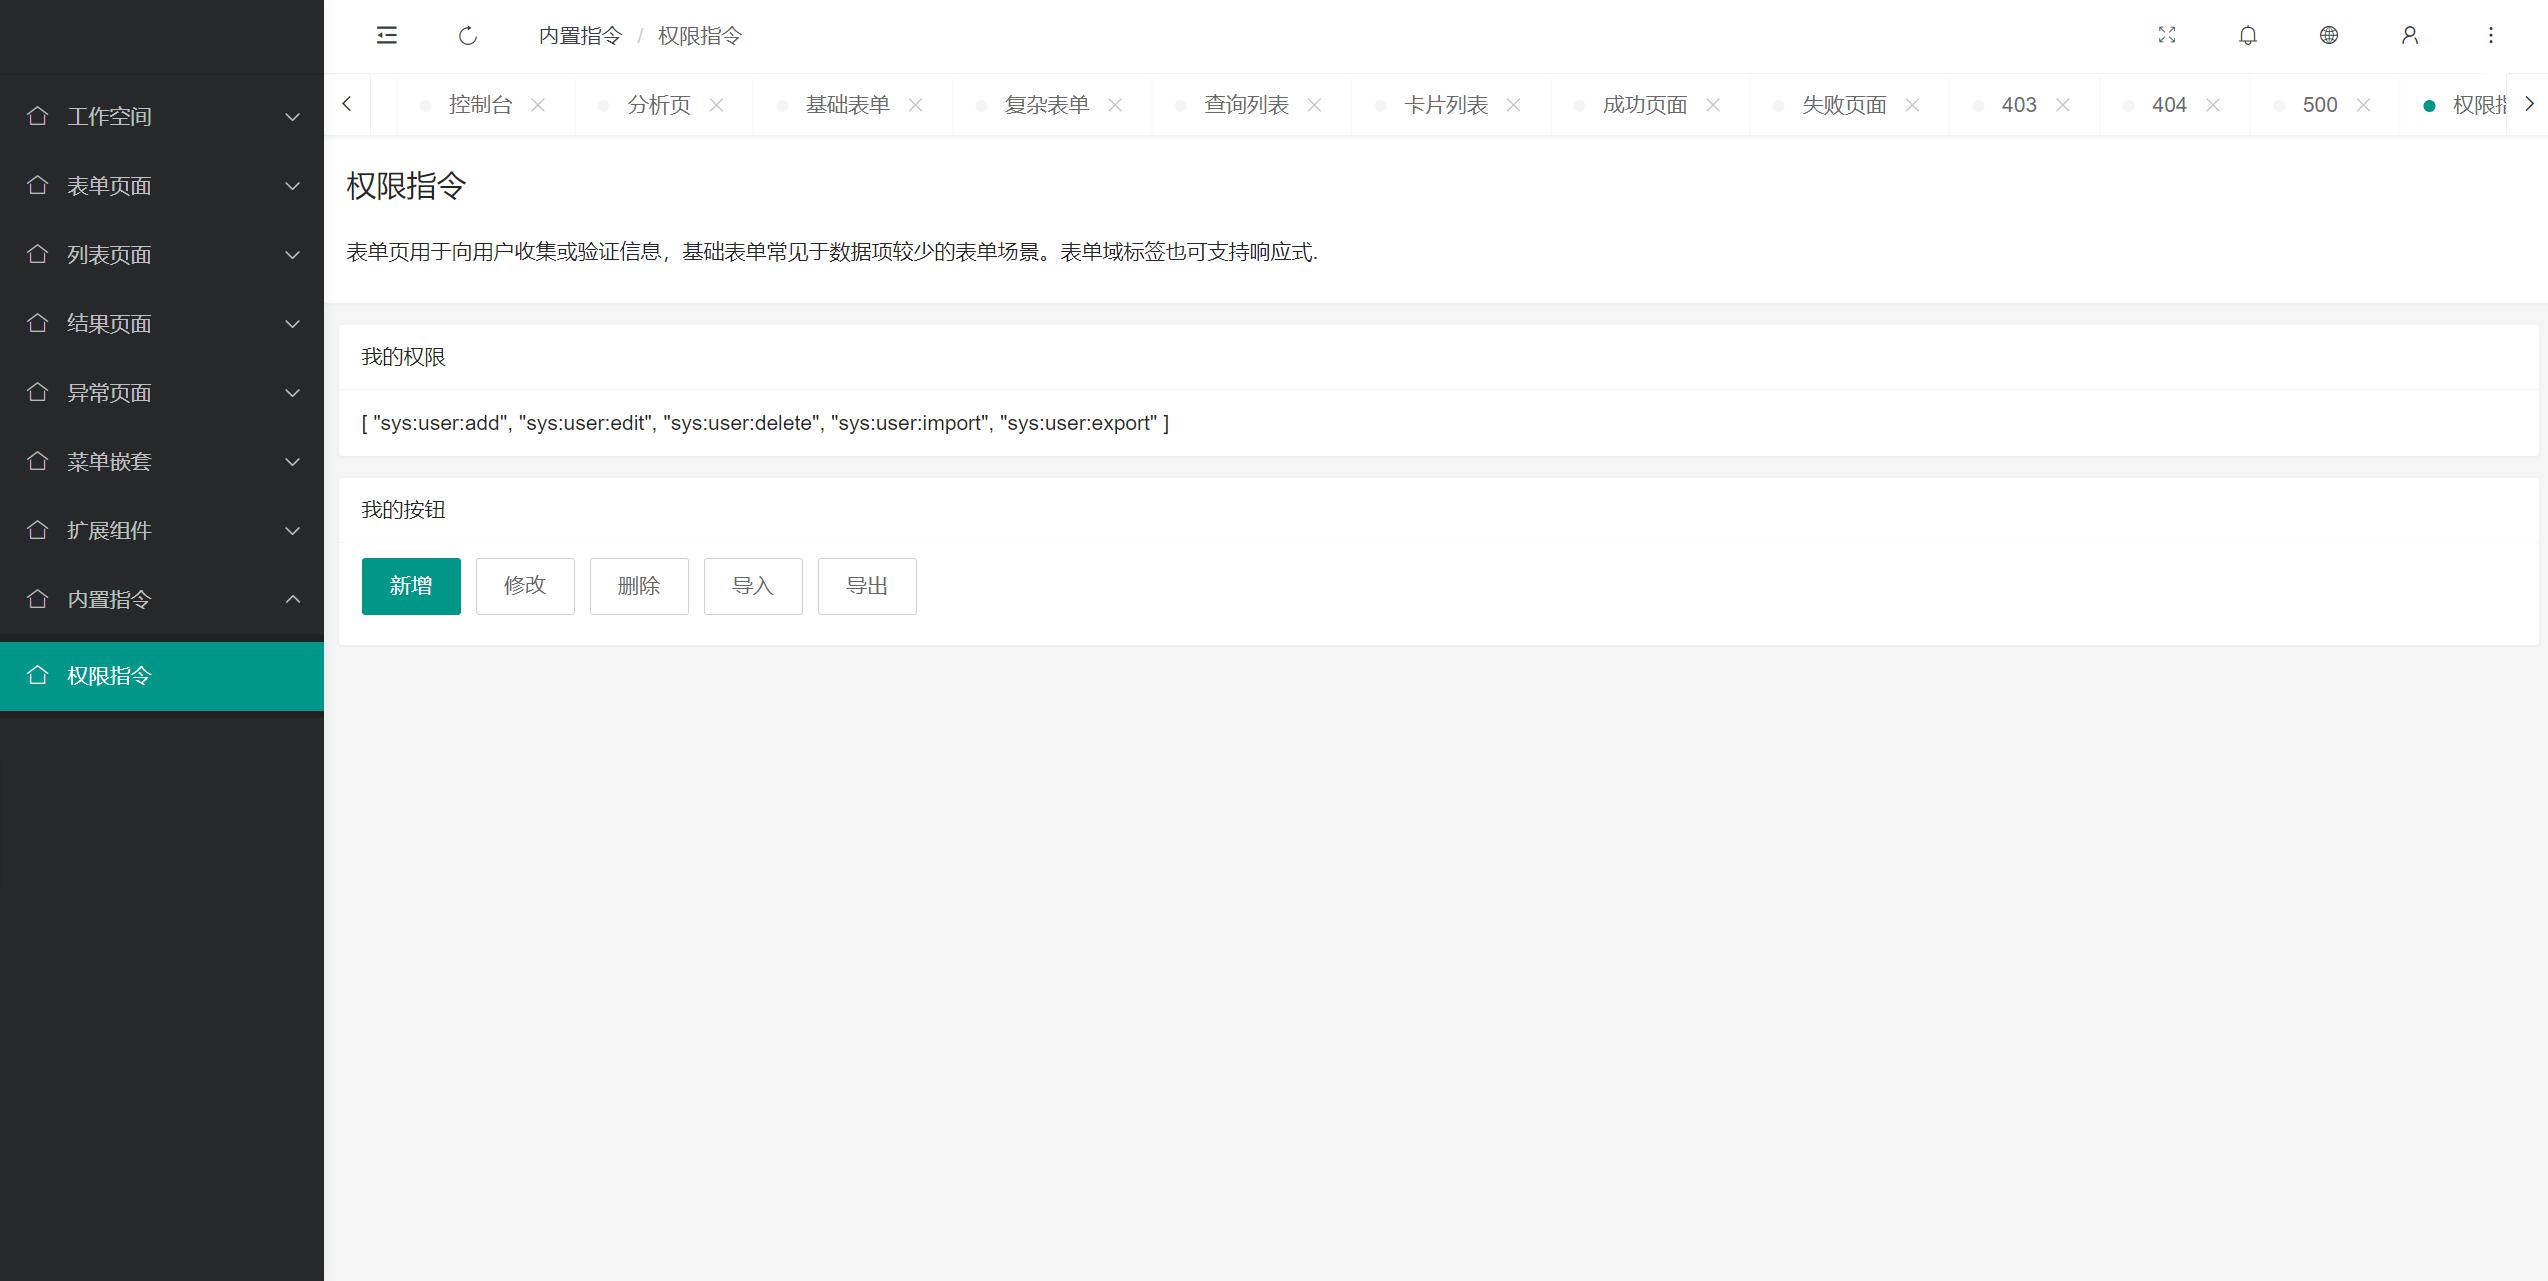 内置指令 / 权限指令
工作空间
表单页面
列表页面
结果页面
异常页面
菜单嵌套
扩展组件
内置指令
权限指令
控制台 分析页 基础表单 复杂表单 查询列表 卡片列表 成功页面 失败页面 403 404 500 权限指
权限指令
表单页用于向用户收集或验证信息，基础表单常见于数据项较少的表单场景。表单域标签也可支持响应式.
我的权限
[ "sys:user:add", "sys:user:edit", "sys:user:delete", "sys:user:import", "sys:user:export" ]
我的按钮
新增 修改 删除 导入 导出